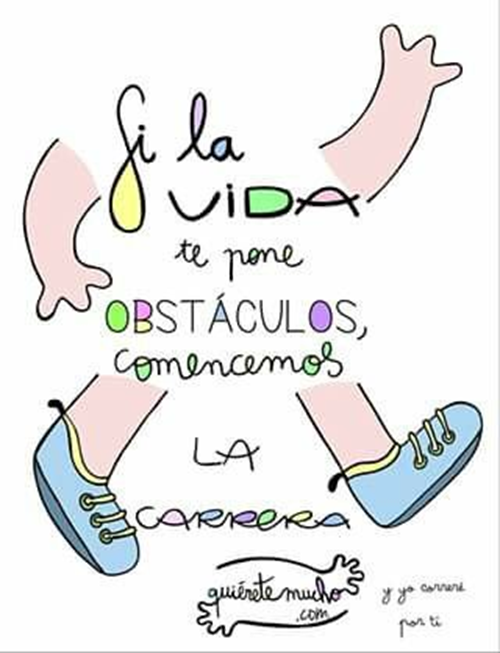 Si la
ViDA
te pone
OBSTÁCULOS,
comencemos
LA
CARRERA
quiéretemucho
.com
y yo correré
por ti